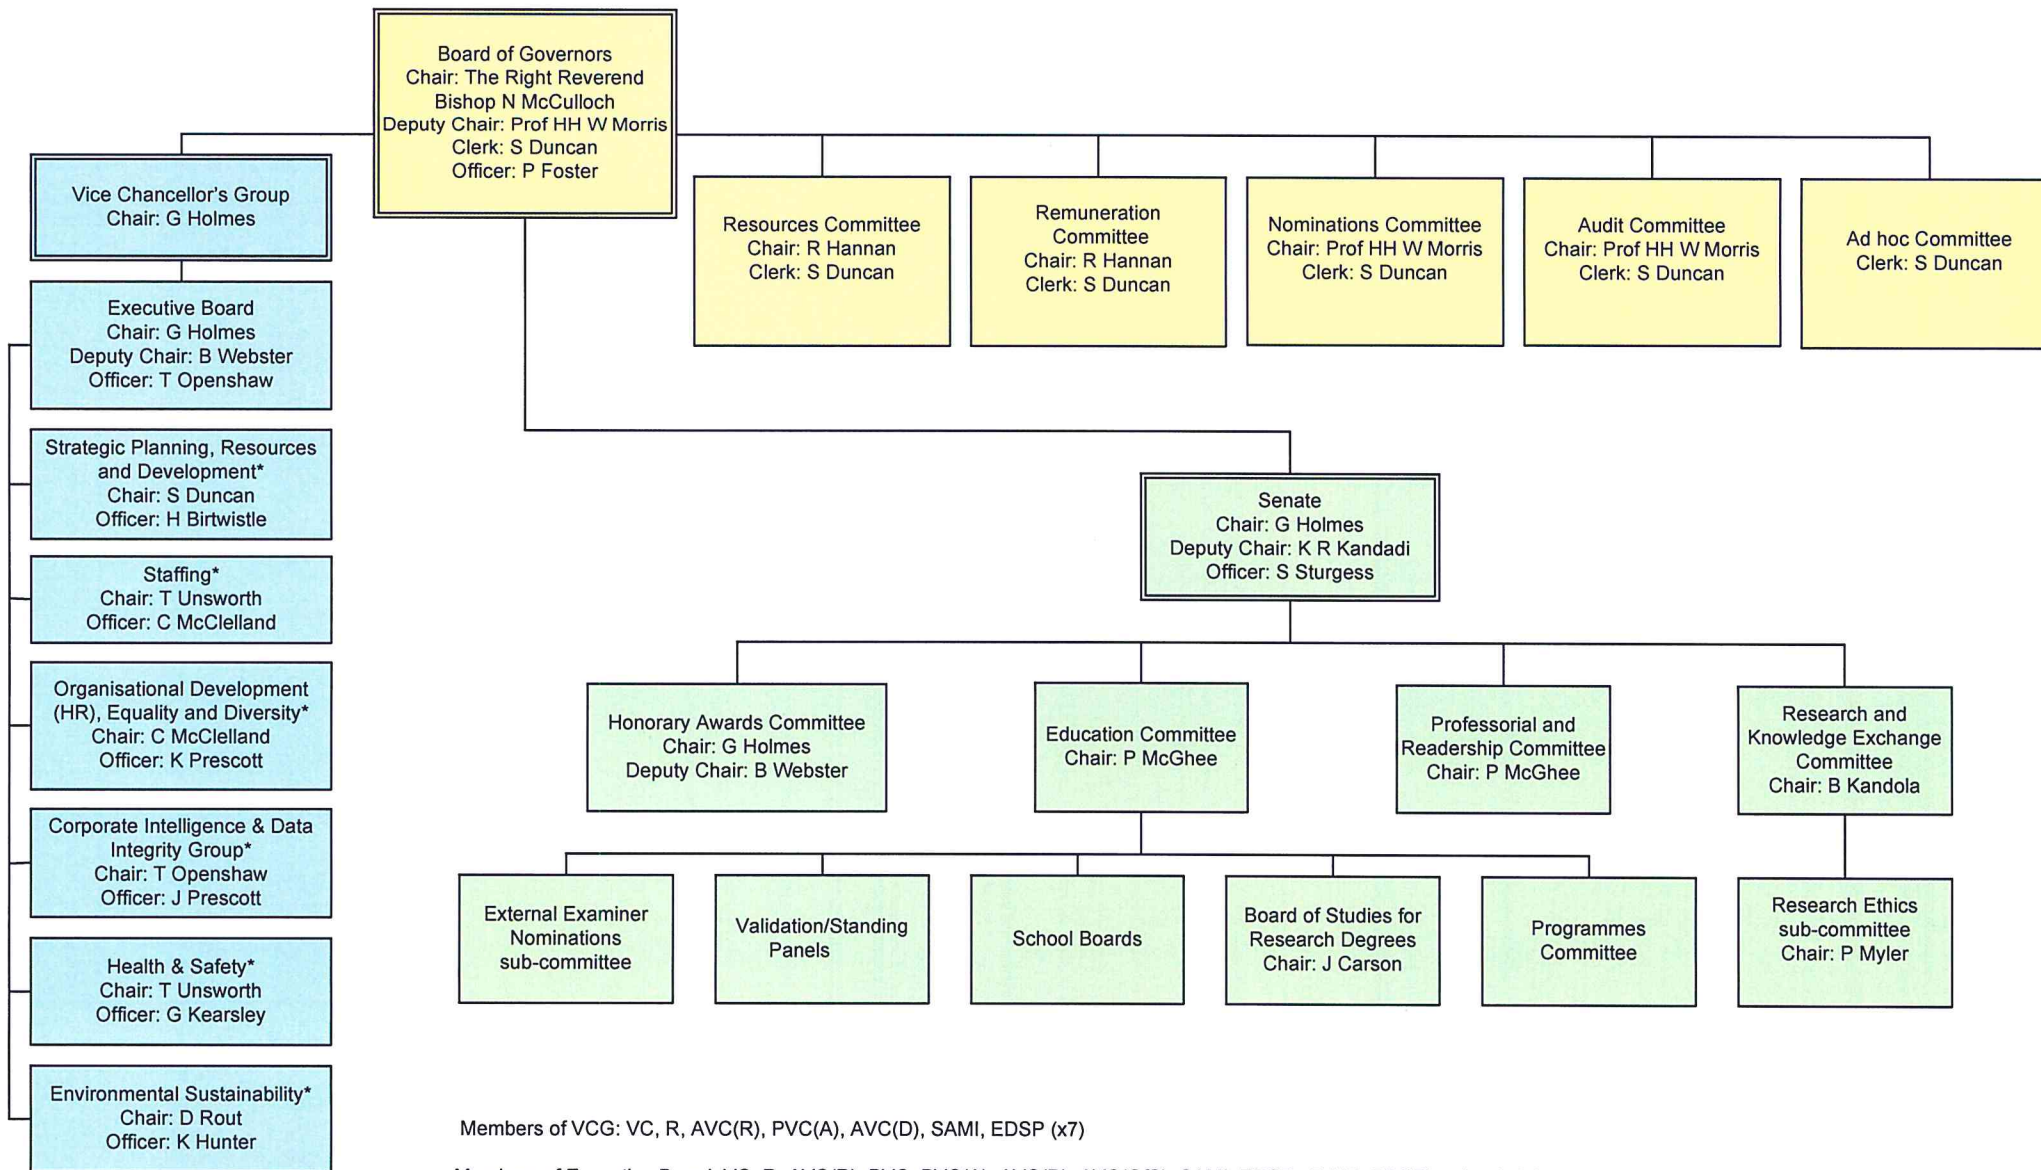 Board of Governors
Chair: The Right Reverend
Bishop N McCulloch
Deputy Chair: Prof HH W Morris
Clerk: S Duncan
Officer: P Foster
Vice Chancellor's Group
Chair: G Holmes
Resources Committee
Chair: R Hannan
Clerk: S Duncan
Remuneration
Committee
Chair: R Hannan
Clerk: S Duncan
Nominations Committee
Chair: Prof HH W Morris
Clerk: S Duncan
Audit Committee
Chair: Prof HH W Morris
Clerk: S Duncan
Ad hoc Committee
Clerk: S Duncan
Executive Board
Chair: G Holmes
Deputy Chair: B Webster
Officer: T Openshaw
Strategic Planning, Resources
and Development*
Chair: S Duncan
Officer: H Birtwistle
Staffing*
Chair: T Unsworth
Officer: C McClelland
Organisational Development
(HR), Equality and Diversity*
Chair: C McClelland
Officer: K Prescott
Corporate Intelligence & Data
Integrity Group*
Chair: T Openshaw
Officer: J Prescott
Health & Safety*
Chair: T Unsworth
Officer: G Kearsley
Environmental Sustainability*
Chair: D Rout
Officer: K Hunter
Senate
Chair: G Holmes
Deputy Chair: K R Kandadi
Officer: S Sturgess
Honorary Awards Committee
Chair: G Holmes
Deputy Chair: B Webster
Education Committee
Chair: P McGhee
Professorial and
Readership Committee
Chair: P McGhee
Research and
Knowledge Exchange
Committee
Chair: B Kandola
External Examiner
Nominations
sub-committee
Validation/Standing
Panels
School Boards
Board of Studies for
Research Degrees
Chair: J Carson
Programmes
Committee
Research Ethics
sub-committee
Chair: P Myler
Members of VCG: VC, R, AVC(R), PVC(A), AVC(D), SAMI, EDSP (x7)